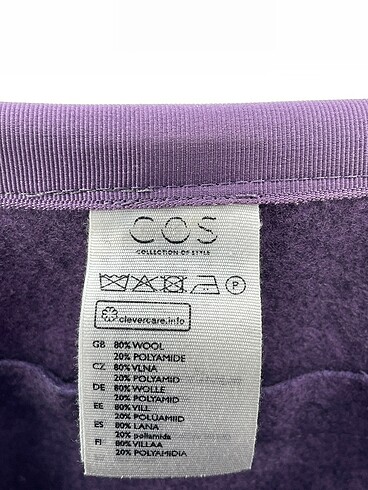 COS
COLLECTION OF STYLE
P
clevercare.info
GB 80% WOOL
20% POLYAMIDE
CZ 80% VLNA
20% POLYAMID
DE 80% WOLLE
20% POLYAMID
EE 80% VILL
20% POLÜAMIID
ES 80% LANA
20% poliamida
FI 80% VILLAA
20% POLYAMIDIA